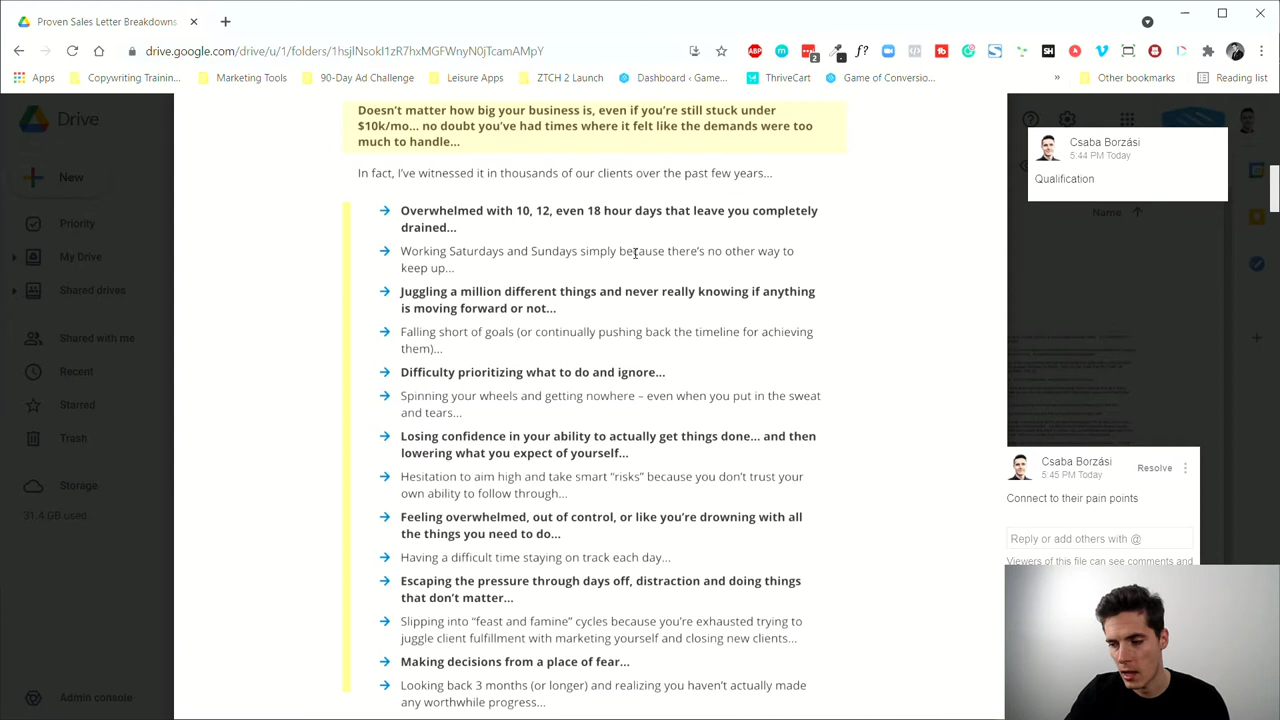 Proven Sales Letter Breakdowns
drive.google.com/drive/u/1/folders/1hsjlNsokI1zR7hxMGFWnyN0jTcamAMpY
Apps
Copywriting Trainin...
Marketing Tools
90-Day Ad Challenge
Leisure Apps
ZTCH 2 Launch
Dashboard ‹ Game...
ThriveCart
Game of Conversio...
»
Other bookmarks
Reading list
Drive
New
Priority
My Drive
Shared drives
Shared with me
Recent
Starred
Trash
Storage
31.4 GB used
Admin console
Doesn't matter how big your business is, even if you're still stuck under
$10k/mo... no doubt you've had times where it felt like the demands were too
much to handle...
In fact, I've witnessed it in thousands of our clients over the past few years...
Overwhelmed with 10, 12, even 18 hour days that leave you completely
drained...
Working Saturdays and Sundays simply because there's no other way to
keep up...
Juggling a million different things and never really knowing if anything
is moving forward or not...
Falling short of goals (or continually pushing back the timeline for achieving
them)...
Difficulty prioritizing what to do and ignore...
Spinning your wheels and getting nowhere – even when you put in the sweat
and tears...
Losing confidence in your ability to actually get things done... and then
lowering what you expect of yourself...
Hesitation to aim high and take smart "risks" because you don't trust your
own ability to follow through...
Feeling overwhelmed, out of control, or like you're drowning with all
the things you need to do...
Having a difficult time staying on track each day...
Escaping the pressure through days off, distraction and doing things
that don't matter...
Slipping into "feast and famine" cycles because you're exhausted trying to
juggle client fulfillment with marketing yourself and closing new clients...
Making decisions from a place of fear...
Looking back 3 months (or longer) and realizing you haven't actually made
any worthwhile progress...
Csaba Borzási
5:44 PM Today
Qualification
Name
Csaba Borzási
5:45 PM Today
Resolve
Connect to their pain points
Reply or add others with @
Viewers of this file can see comments and